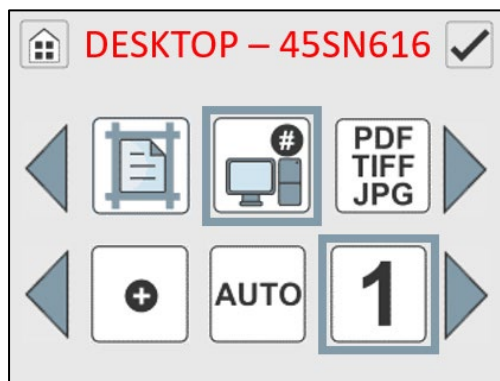 DESKTOP – 45SN616
#
PDF
TIFF
JPG
AUTO
1